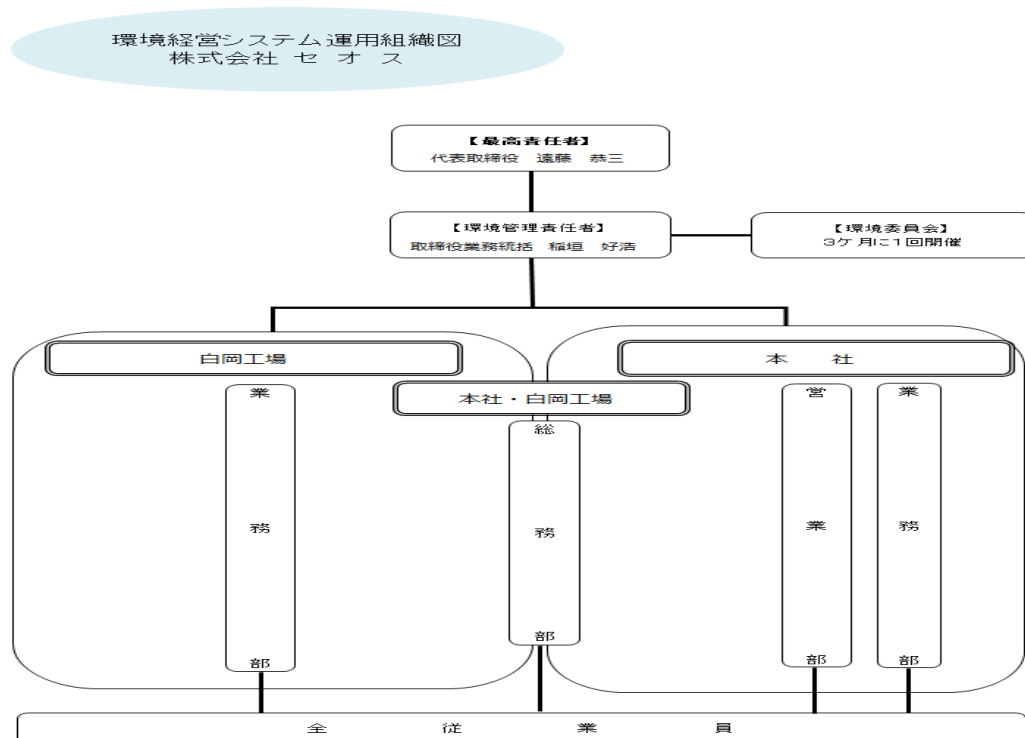 環境経営システム運用組織図
株式会社 セ オ ス
【最高責任者】
代表取締役 遠藤 恭三
【環境管理責任者】
取締役業務統括 稲垣 好浩
【環境委員会】
3ケ月に1回開催
白岡工場
本 社
本社・白岡工場
業 務 部
総 務 部
営 業 部
業 務 部
全 従 業 員